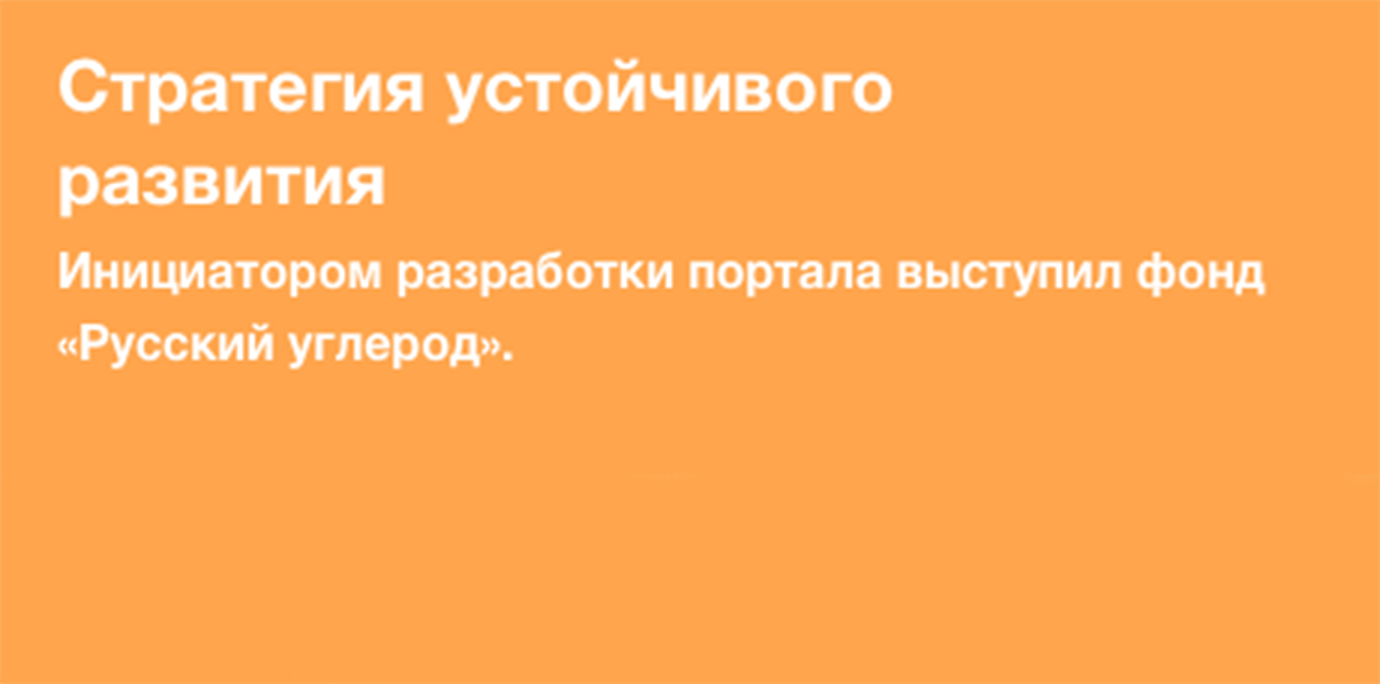 Стратегия устойчивого
развития
Инициатором разработки портала выступил фонд
«Русский углерод».